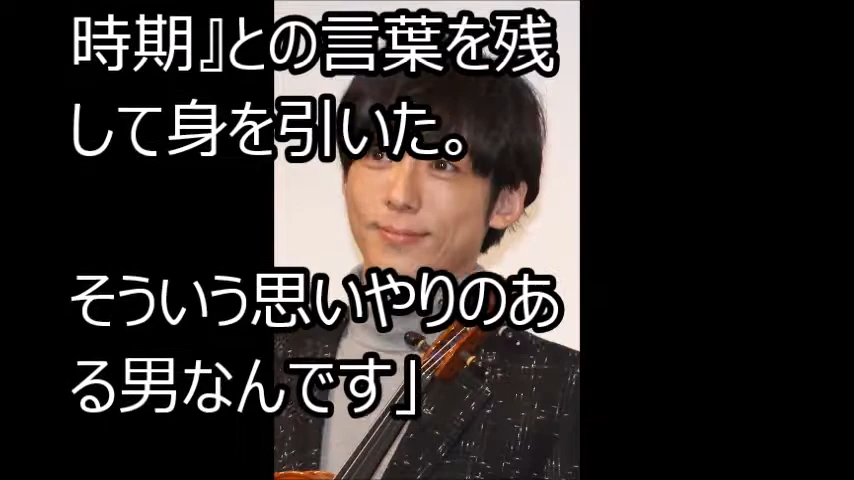 時期』との言葉を残
して身を引いた。
そういう思いやりのあ
る男なんです」